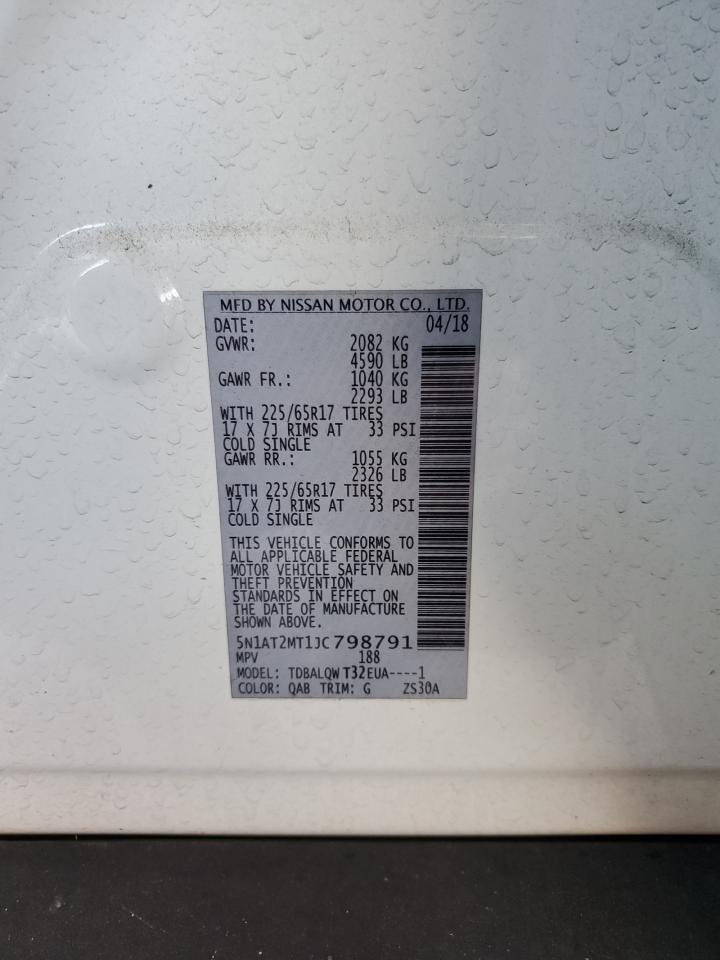 MFD BY NISSAN MOTOR CO., LTD.
DATE: 04/18
GVWR: 2082 KG
4590 LB
GAWR FR.: 1040 KG
2293 LB
WITH 225/65R17 TIRES
17 X 7J RIMS AT 33 PSI
COLD SINGLE
GAWR RR.: 1055 KG
2326 LB
WITH 225/65R17 TIRES
17 X 7J RIMS AT 33 PSI
COLD SINGLE
THIS VEHICLE CONFORMS TO
ALL APPLICABLE FEDERAL
MOTOR VEHICLE SAFETY AND
THEFT PREVENTION
STANDARDS IN EFFECT ON
THE DATE OF MANUFACTURE
SHOWN ABOVE.
5N1AT2MT1JC798791
MPV 188
MODEL: TDBALQW T32EUA----1
COLOR: QAB TRIM: G ZS30A